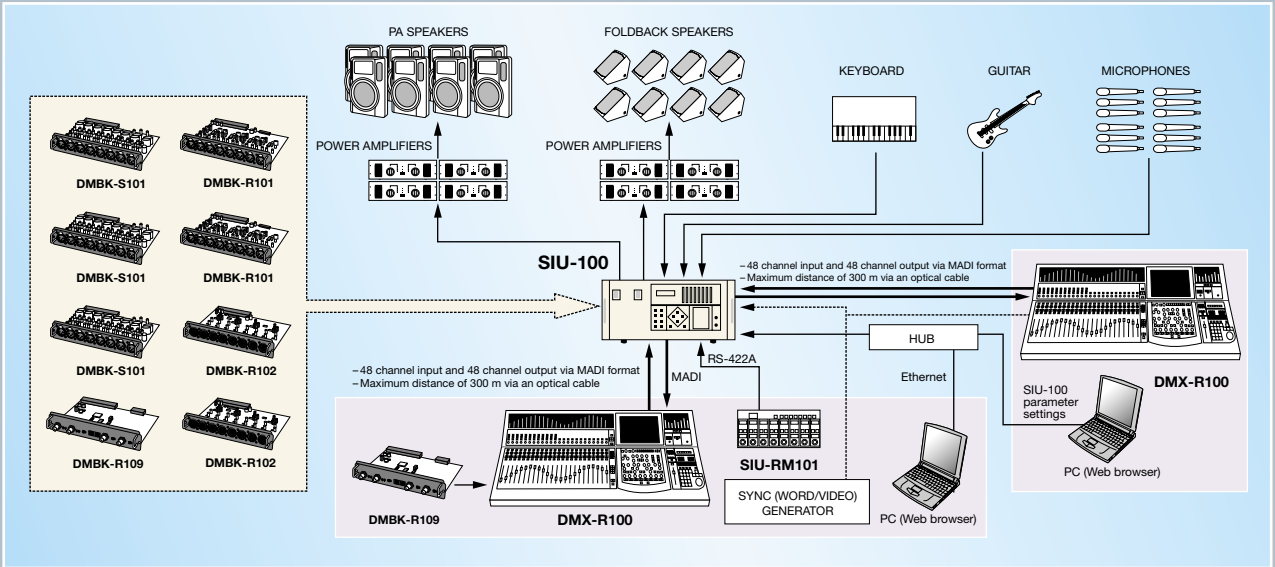 PA SPEAKERS
FOLDBACK SPEAKERS
KEYBOARD
GUITAR
MICROPHONES
POWER AMPLIFIERS
POWER AMPLIFIERS
DMBK-S101
DMBK-R101
DMBK-S101
DMBK-R101
DMBK-S101
DMBK-R102
DMBK-R109
DMBK-R102
SIU-100
– 48 channel input and 48 channel output via MADI format
– Maximum distance of 300 m via an optical cable
HUB
RS-422A
MADI
– 48 channel input and 48 channel output via MADI format
– Maximum distance of 300 m via an optical cable
Ethernet
SIU-100
parameter
settings
DMX-R100
PC (Web browser)
SIU-RM101
SYNC (WORD/VIDEO)
GENERATOR
PC (Web browser)
DMBK-R109
DMX-R100